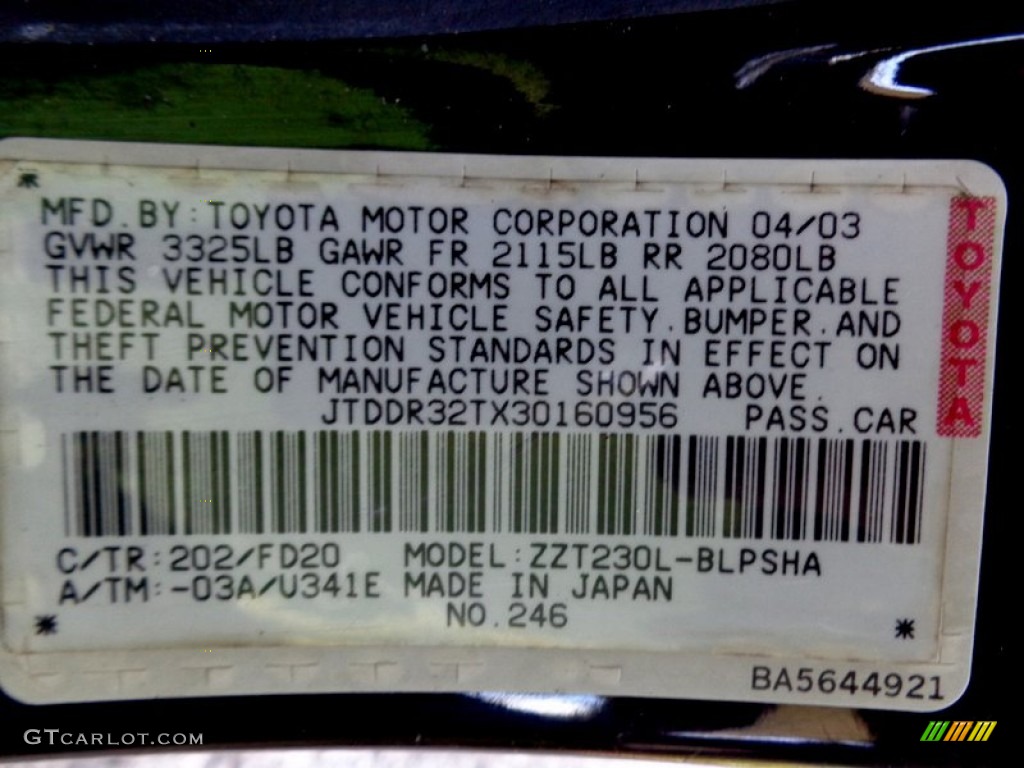 MFD. BY: TOYOTA MOTOR CORPORATION 04/03
GVWR 3325LB GAWR FR 2115LB RR 2080LB
THIS VEHICLE CONFORMS TO ALL APPLICABLE
FEDERAL MOTOR VEHICLE SAFETY. BUMPER. AND
THEFT PREVENTION STANDARDS IN EFFECT ON
THE DATE OF MANUFACTURE SHOWN ABOVE.
JTDDR32TX30160956 PASS. CAR
TOYOTA
C/TR: 202/FD20 MODEL: ZZT230L-BLPSHA
A/TM: -03A/U341E MADE IN JAPAN
NO. 246
BA5644921
GTCARLOT.COM